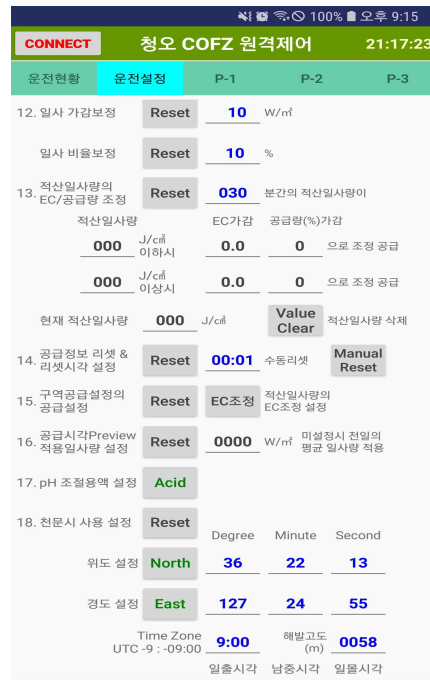 100% 오후 9:15
CONNECT 청오 COFZ 원격제어 21:17:23
운전현황 운전설정 P-1 P-2 P-3
12. 일사 가감보정 Reset 10 W/㎡
일사 비율보정 Reset 10 %
13. 적산일사량의 EC/공급량 조정 Reset 030 분간의 적산일사량이
적산일사량 EC가감 공급량(%)가감
000 J/c㎡ 이하시 0.0 0 으로 조정 공급
000 J/c㎡ 이상시 0.0 0 으로 조정 공급
현재 적산일사량 000 J/c㎡ Value Clear 적산일사량 삭제
14. 공급정보 리셋 & 리셋시각 설정 Reset 00:01 수동리셋 Manual Reset
15. 구역공급설정의 공급설정 Reset EC조정 적산일사량의 EC조정 설정
16. 공급시각Preview 적용일사량 설정 Reset 0000 W/㎡ 미설정시 전일의 평균 일사량 적용
17. pH 조절용액 설정 Acid
18. 천문시 사용 설정 Reset
Degree Minute Second
위도 설정 North 36 22 13
경도 설정 East 127 24 55
Time Zone UTC -9 : -09:00 9:00 해발고도 (m) 0058
일출시각 남중시각 일몰시각